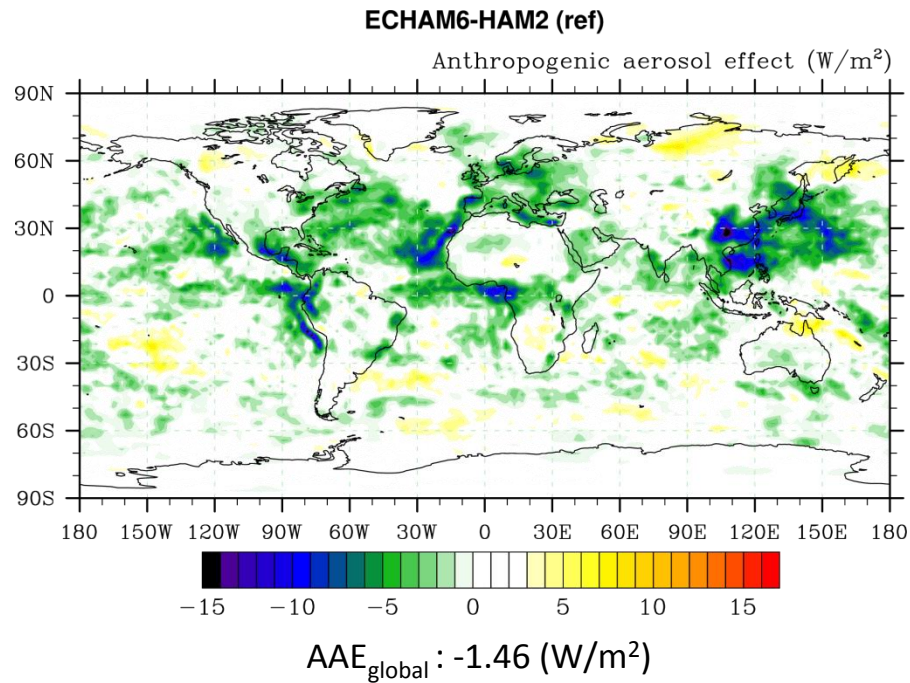 ECHAM6-HAM2 (ref)
Anthropogenic aerosol effect (W/m²)
90N
60N
30N
0
30S
60S
90S
180 150W 120W 90W 60W 30W 0 30E 60E 90E 120E 150E 180
−15 −10 −5 0 5 10 15
AAEglobal : -1.46 (W/m²)